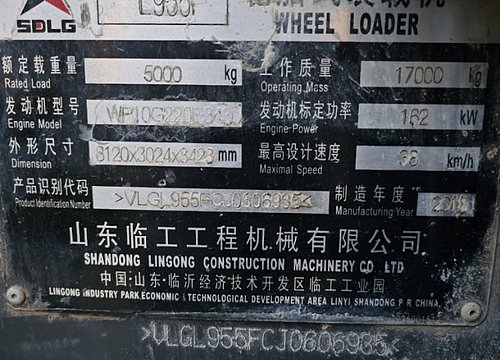 SDLG
WHEEL LOADER
额定载重量 5000 kg
Rated Load
工作质量 17000 kg
Operating Mass
发动机型号
Engine Model
发动机标定功率 162 kW
Engine Power
外形尺寸 8120x3024x3423 mm
Dimension
最高设计速度 38 km/h
Maximal Speed
产品识别代码 >VLGL955FCJ0606935<
Product Identification Number
制造年度 2018
Manufacturing Year
山东临工工程机械有限公司
SHANDONG LINGONG CONSTRUCTION MACHINERY CO., LTD
中国·山东·临沂经济技术开发区临工工业园
LINGONG INDUSTRY PARK ECONOMIC & TECHNOLOGICAL DEVELOPMENT AREA LINYI SHANDONG P.R.CHINA
>VLGL955FCJ0606935<